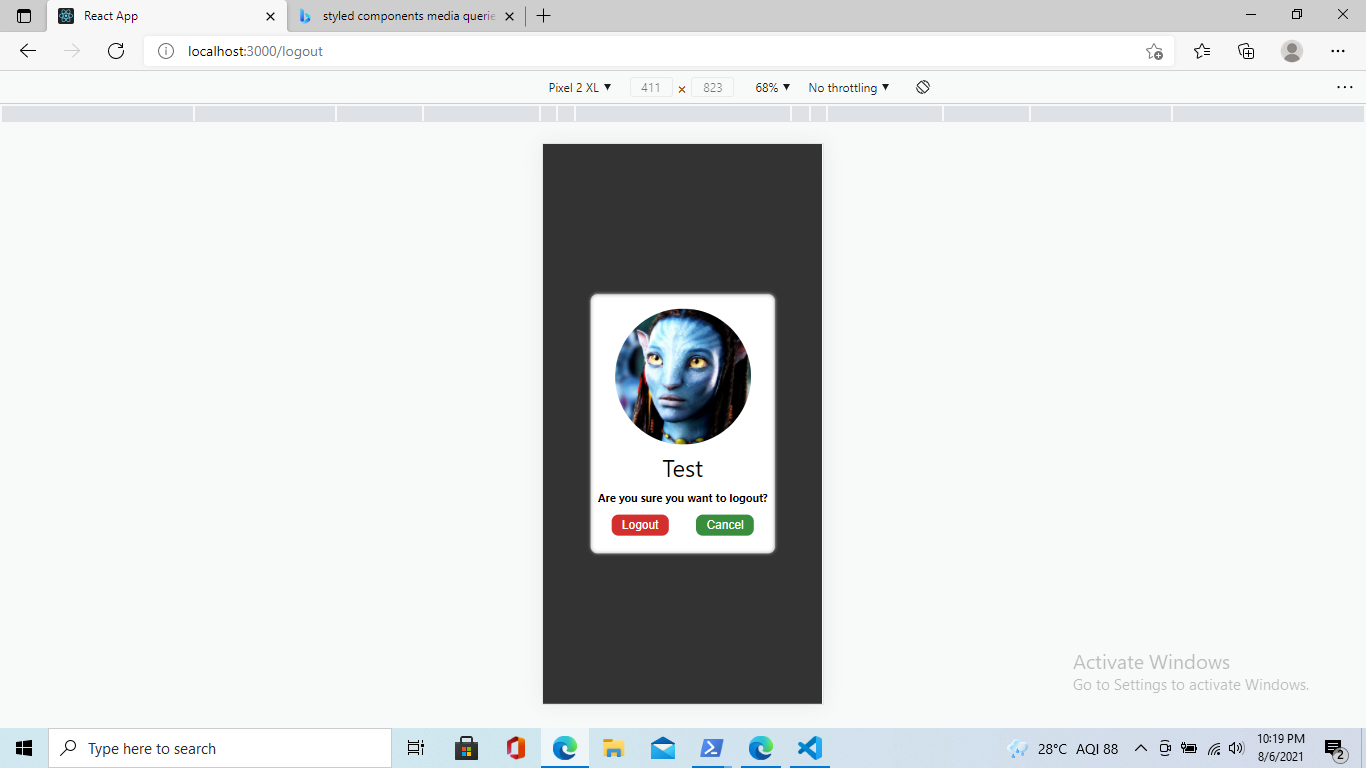 React App
styled components media querie
localhost:3000/logout
Pixel 2 XL ▼ 411 × 823 68% ▼ No throttling ▼
Test
Are you sure you want to logout?
Logout Cancel
Activate Windows
Go to Settings to activate Windows.
Type here to search
28°C AQI 88
10:19 PM
8/6/2021
2